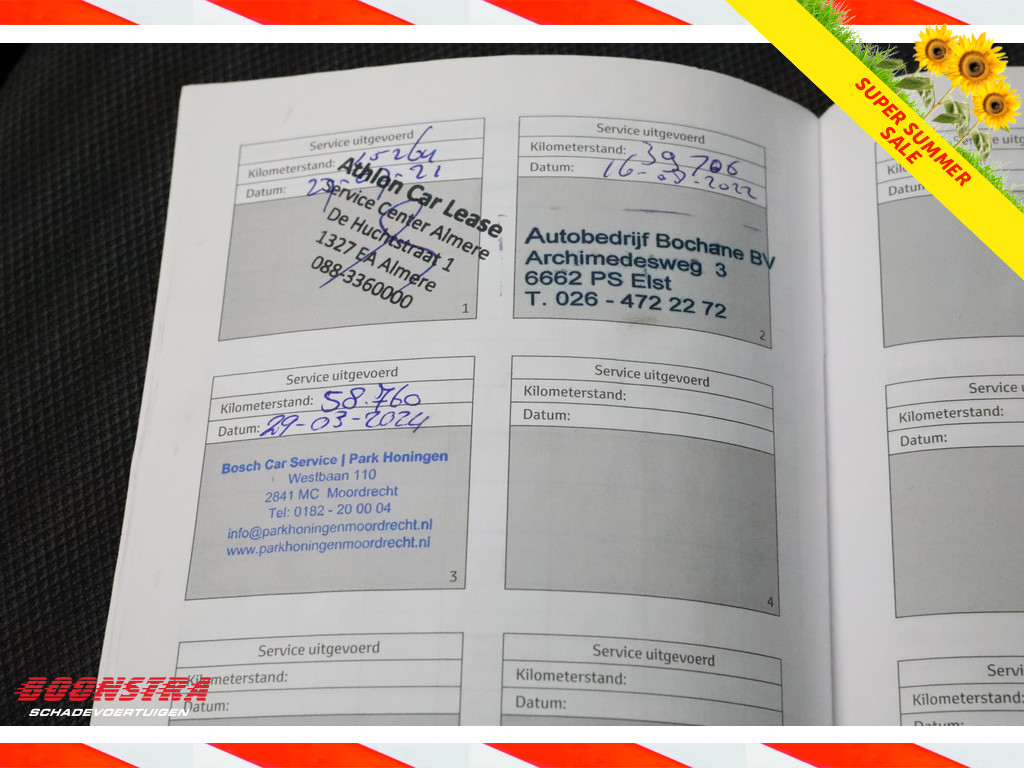 SUPER SUMMER
SALE
Service uitgevoerd
Kilometerstand:
Datum:
Athlon Car Lease
Service Center Almere
De Huchtstraat 1
1327 EA Almere
088-3360000
1
Service uitgevoerd
Kilometerstand: 39706
Datum: 16-03-2022
Autobedrijf Bochane BV
Archimedesweg 3
6662 PS Elst
T. 026 - 472 22 72
2
Service uitgevoerd
Kilometerstand: 58.760
Datum: 29-03-2024
Bosch Car Service | Park Honingen
Westbaan 110
2841 MC Moordrecht
Tel: 0182 - 20 00 04
info@parkhoningenmoordrecht.nl
www.parkhoningenmoordrecht.nl
3
Service uitgevoerd
Kilometerstand:
Datum:
4
Service
Kilometerstand:
Datum:
Service uitgevoerd
Kilometerstand:
Datum:
Service uitgevoerd
Kilometerstand:
Datum:
Kilometerstand:
Datum:
BOONSTRA
SCHADEVOERTUIGEN